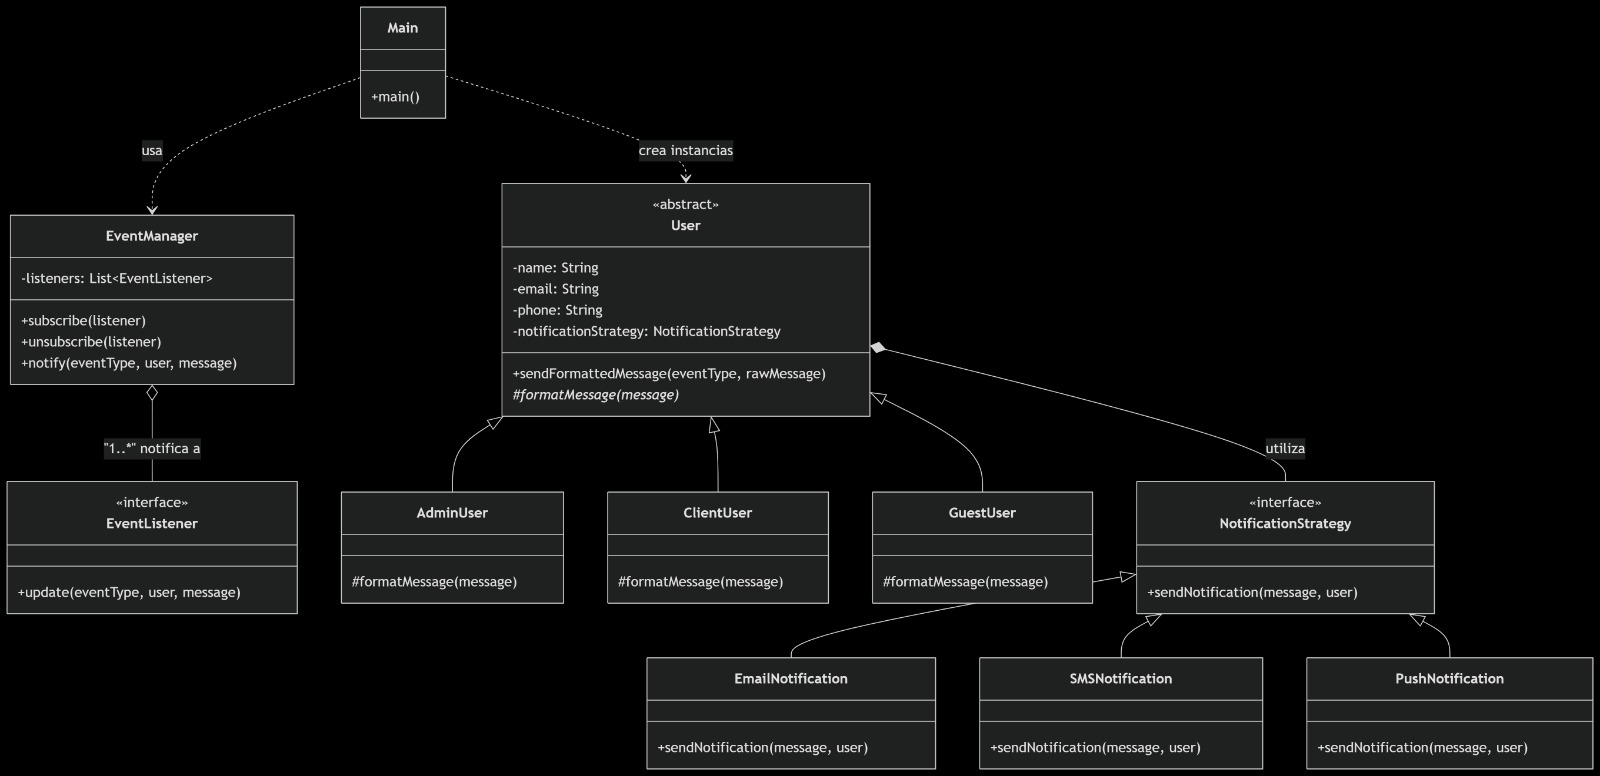 Main
+main()
usa
crea instancias
EventManager
-listeners: List<EventListener>
+subscribe(listener)
+unsubscribe(listener)
+notify(eventType, user, message)
«abstract»
User
-name: String
-email: String
-phone: String
-notificationStrategy: NotificationStrategy
+sendFormattedMessage(eventType, rawMessage)
#formatMessage(message)
"1..*" notifica a
utiliza
«interface»
EventListener
+update(eventType, user, message)
AdminUser
#formatMessage(message)
ClientUser
#formatMessage(message)
GuestUser
#formatMessage(message)
«interface»
NotificationStrategy
+sendNotification(message, user)
EmailNotification
+sendNotification(message, user)
SMSNotification
+sendNotification(message, user)
PushNotification
+sendNotification(message, user)